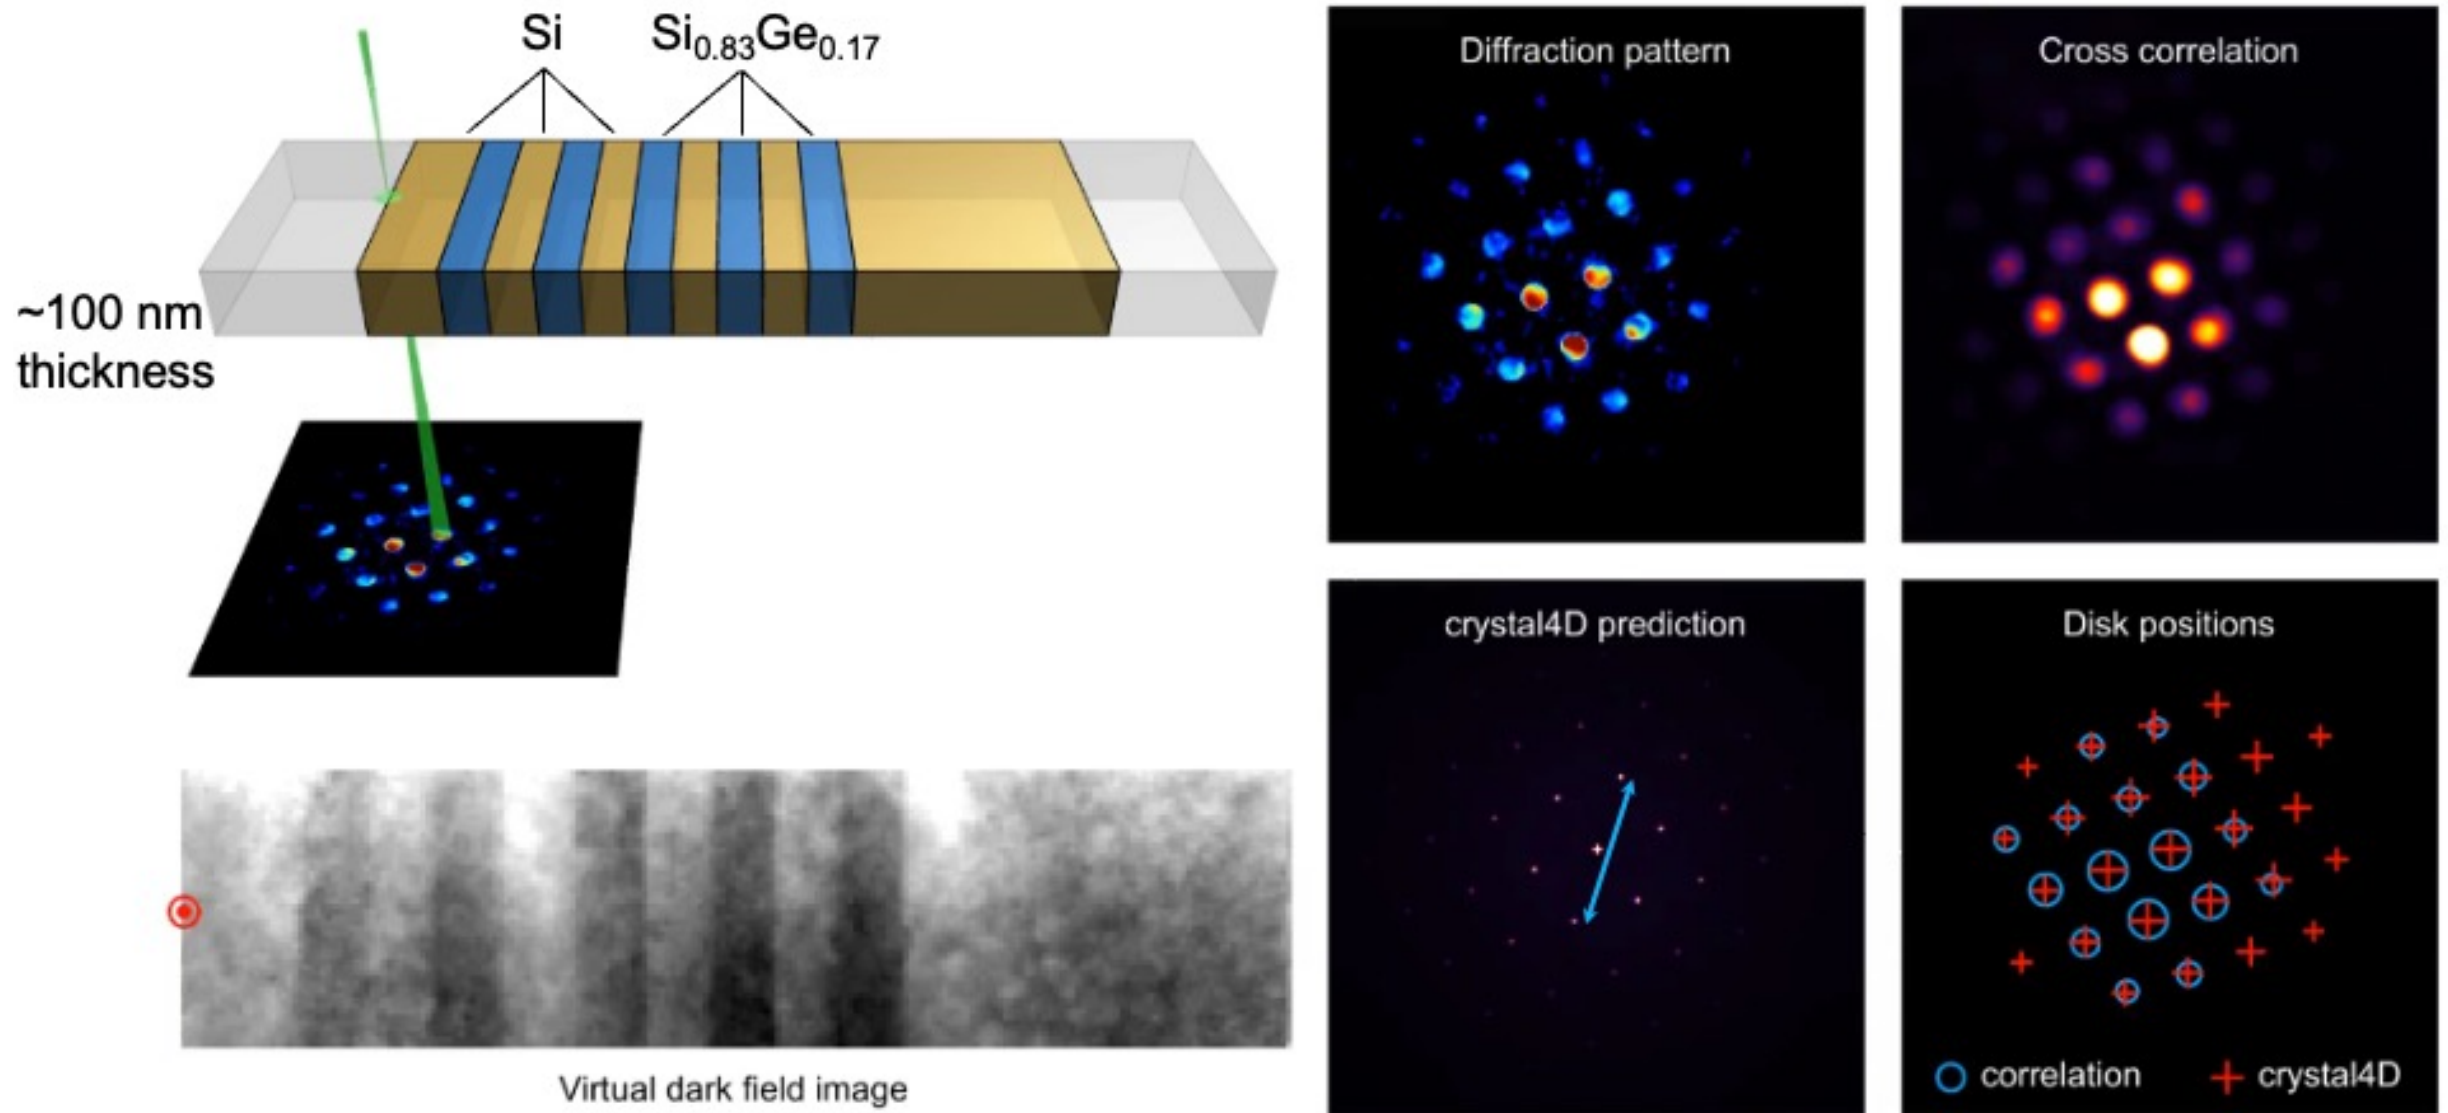 Si
Si0.83Ge0.17
~100 nm
thickness
Virtual dark field image
Diffraction pattern
Cross correlation
crystal4D prediction
Disk positions
correlation
crystal4D